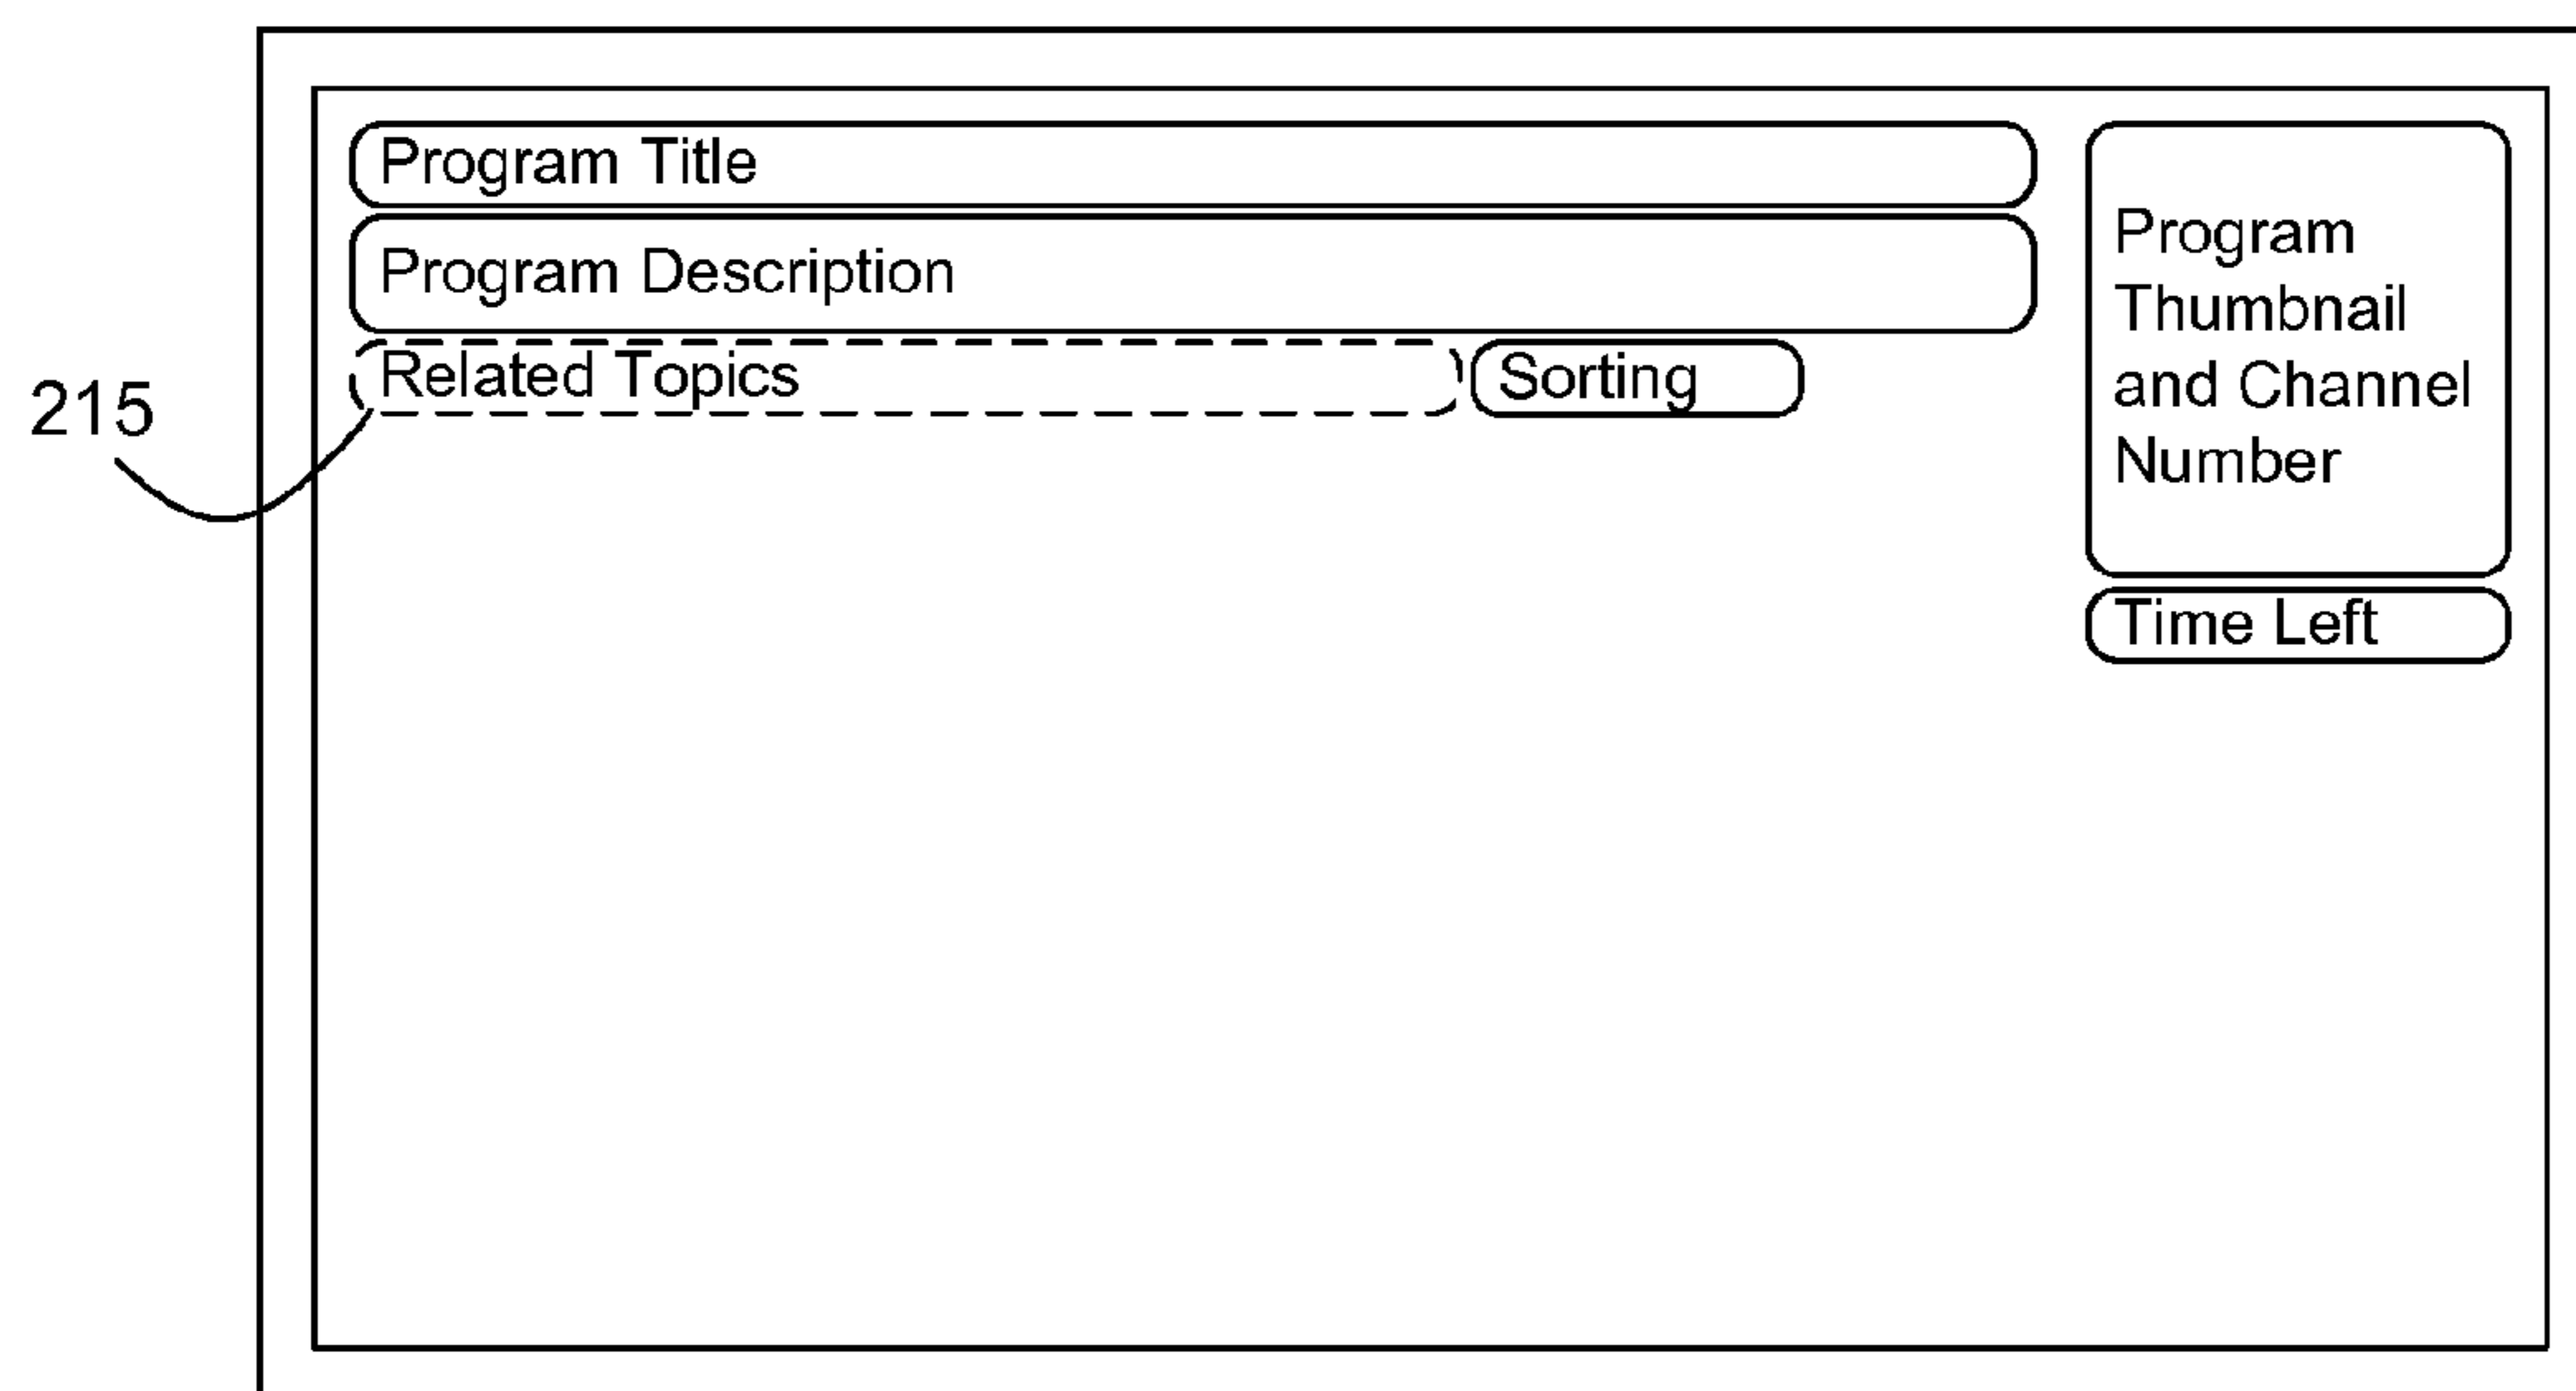 Program Title
Program Description
Related Topics
Sorting
215
Program
Thumbnail
and Channel
Number
Time Left